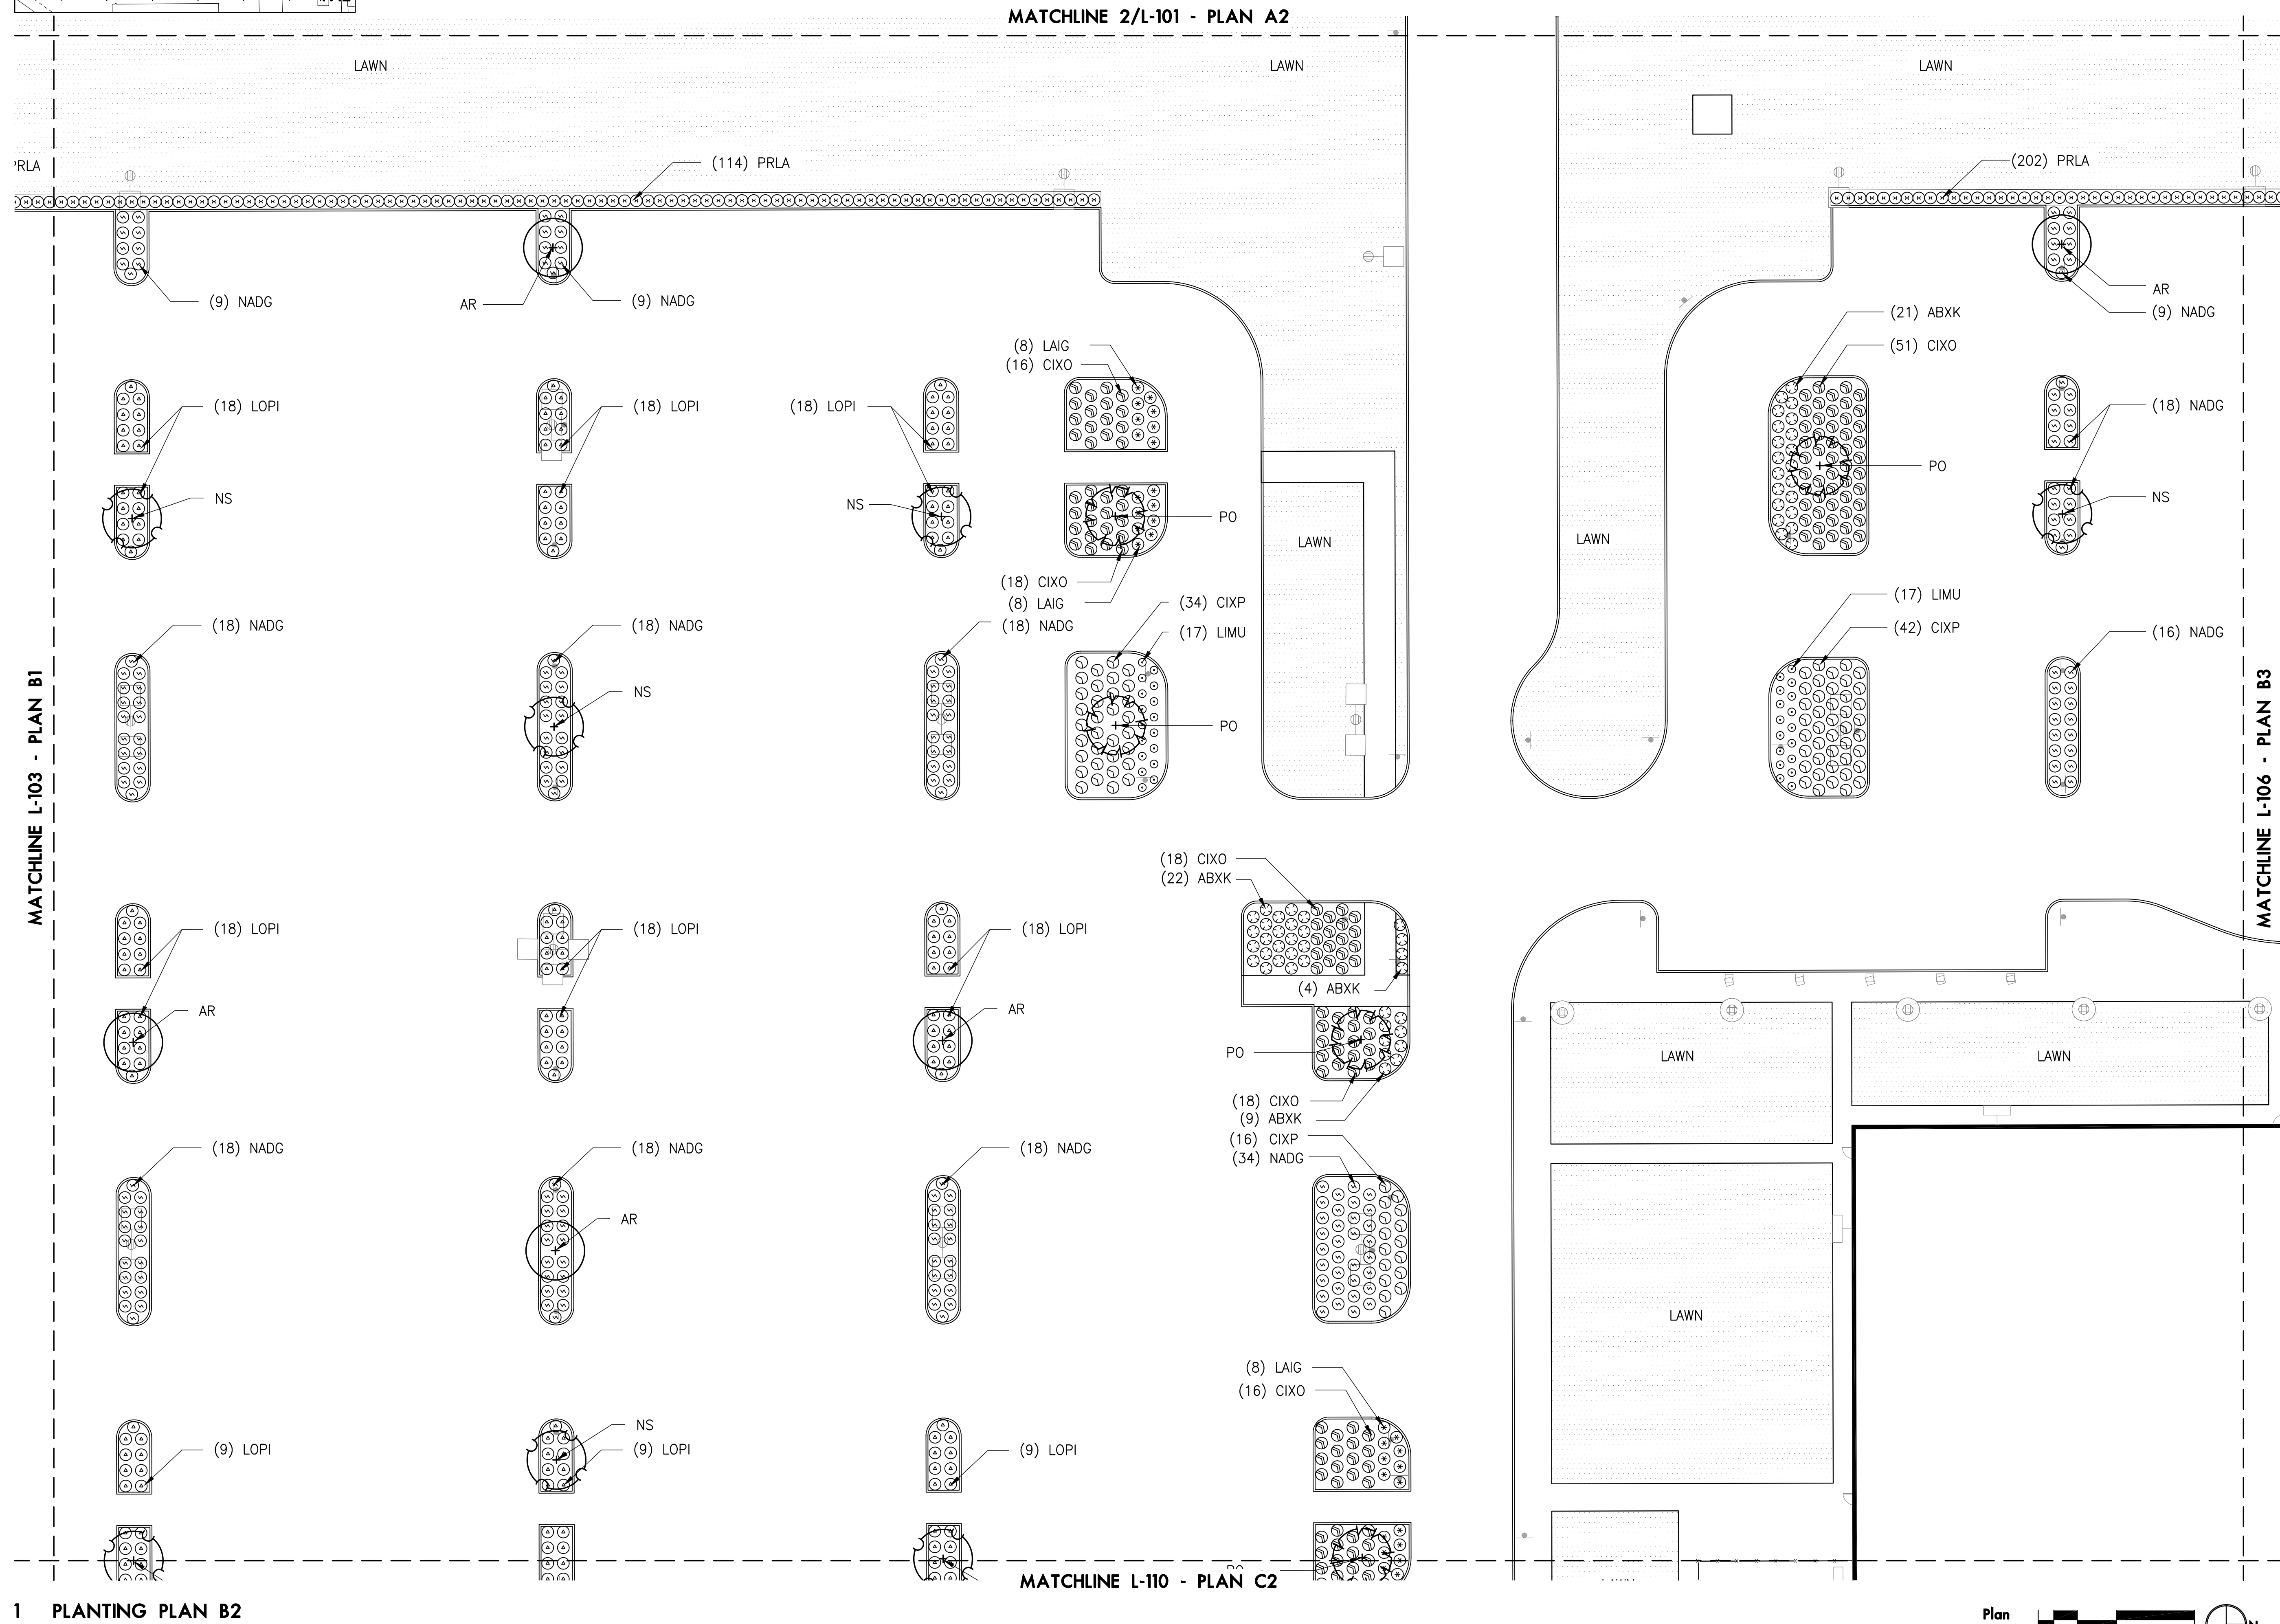 MATCHLINE 2/L-101 - PLAN A2
LAWN
LAWN
LAWN
(114) PRLA
(202) PRLA
PRLA
(9) NADG
AR
(9) NADG
AR
(9) NADG
(21) ABXK
(51) CIXO
(8) LAIG
(16) CIXO
(18) LOPI
(18) LOPI
(18) LOPI
(18) NADG
PO
NS
NS
PO
NS
LAWN
LAWN
(18) CIXO
(8) LAIG
(34) CIXP
(18) NADG
(18) NADG
(18) NADG
(17) LIMU
(17) LIMU
(42) CIXP
(16) NADG
NS
PO
MATCHLINE L-103 - PLAN B1
MATCHLINE L-106 - PLAN B3
(18) CIXO
(22) ABXK
(18) LOPI
(18) LOPI
(18) LOPI
(4) ABXK
AR
AR
PO
LAWN
LAWN
(18) CIXO
(9) ABXK
(16) CIXP
(34) NADG
(18) NADG
(18) NADG
(18) NADG
AR
LAWN
(8) LAIG
(16) CIXO
NS
(9) LOPI
(9) LOPI
(9) LOPI
MATCHLINE L-110 - PLAN C2
1 PLANTING PLAN B2
Plan
N